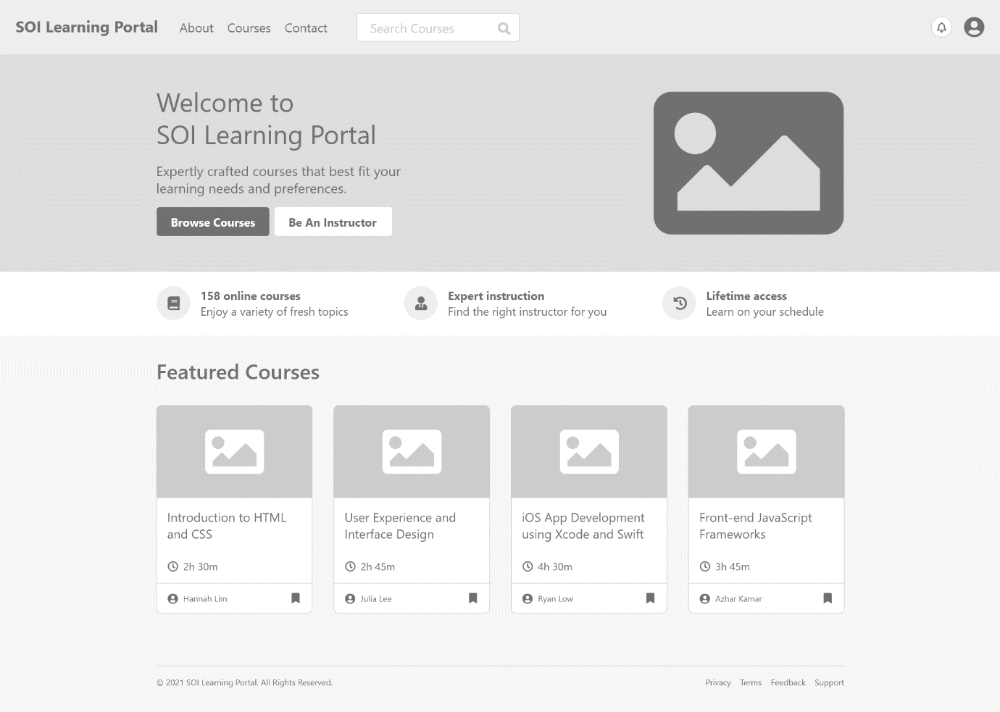 SOI Learning Portal
About
Courses
Contact
Search Courses
Welcome to
SOI Learning Portal
Expertly crafted courses that best fit your
learning needs and preferences.
Browse Courses
Be An Instructor
158 online courses
Enjoy a variety of fresh topics
Expert instruction
Find the right instructor for you
Lifetime access
Learn on your schedule
Featured Courses
Introduction to HTML
and CSS
2h 30m
Hannah Lim
User Experience and
Interface Design
2h 45m
Julia Lee
iOS App Development
using Xcode and Swift
4h 30m
Ryan Low
Front-end JavaScript
Frameworks
3h 45m
Azhar Kamar
© 2021 SOI Learning Portal. All Rights Reserved.
Privacy
Terms
Feedback
Support